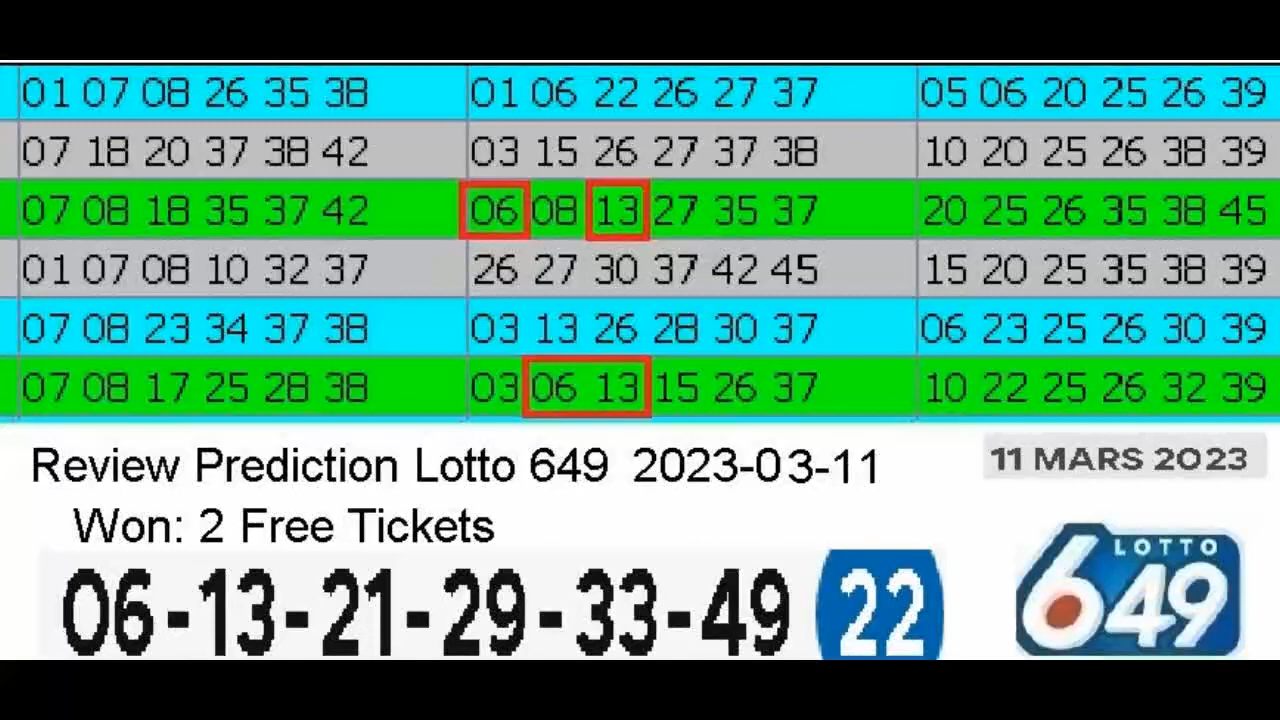 01 07 08 26 35 38 01 06 22 26 27 37 05 06 20 25 26 39
07 18 20 37 38 42 03 15 26 27 37 38 10 20 25 26 38 39
07 08 18 35 37 42 06 08 13 27 35 37 20 25 26 35 38 45
01 07 08 10 32 37 26 27 30 37 42 45 15 20 25 35 38 39
07 08 23 34 37 38 03 13 26 28 30 37 06 23 25 26 30 39
07 08 17 25 28 38 03 06 13 15 26 37 10 22 25 26 32 39
Review Prediction Lotto 649 2023-03-11
11 MARS 2023
Won: 2 Free Tickets
06-13-21-29-33-49 22
LOTTO
649